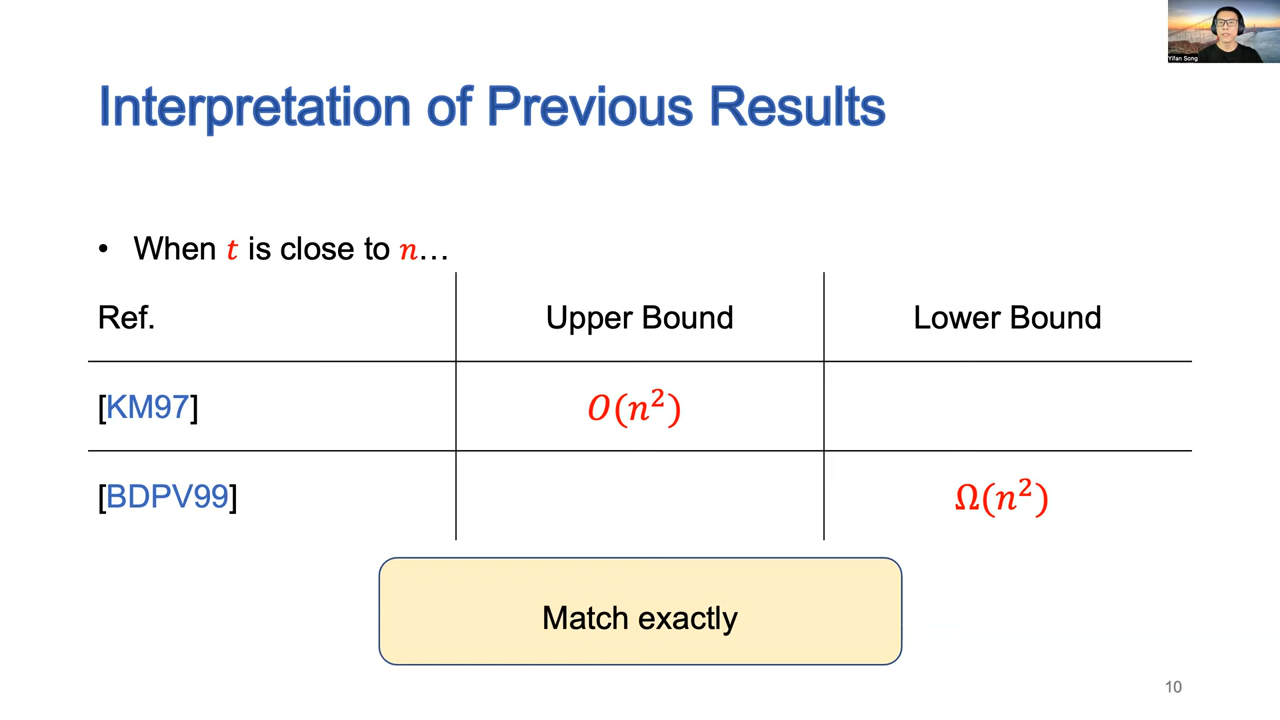 Yifan Song
Interpretation of Previous Results
• When t is close to n…
Ref. Upper Bound Lower Bound
[KM97] O(n²)
[BDPV99] Ω(n²)
Match exactly
10